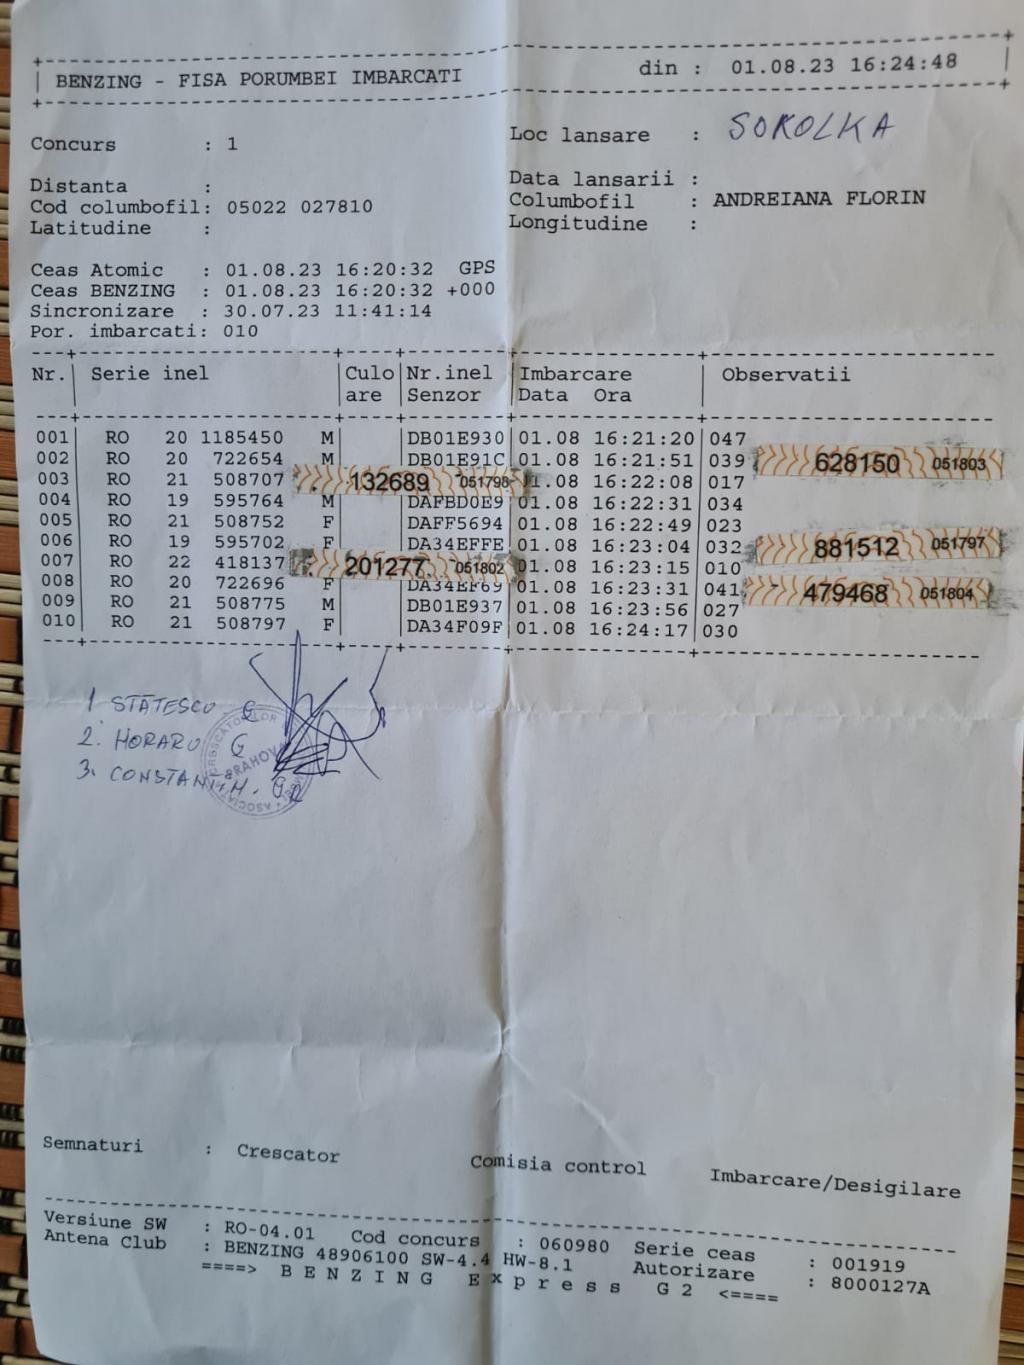 BENZING - FISA PORUMBEI IMBARCATI din : 01.08.23 16:24:48
Concurs : 1 Loc lansare : SOKOLKA
Distanta : Data lansarii :
Cod columbofil: 05022 027810 Columbofil : ANDREIANA FLORIN
Latitudine : Longitudine :
Ceas Atomic : 01.08.23 16:20:32 GPS
Ceas BENZING : 01.08.23 16:20:32 +000
Sincronizare : 30.07.23 11:41:14
Por. imbarcati: 010
Nr. Serie inel Culo Nr.inel Imbarcare Observatii
are Senzor Data Ora
001 RO 20 1185450 M DB01E930 01.08 16:21:20 047
002 RO 20 722654 M DB01E91C 01.08 16:21:51 039 628150 051803
003 RO 21 508707 132689 051798 1.08 16:22:08 017
004 RO 19 595764 M DAFBD0E9 01.08 16:22:31 034
005 RO 21 508752 F DAFF5694 01.08 16:22:49 023
006 RO 19 595702 F DA34EFFE 01.08 16:23:04 032 881512 051797
007 RO 22 418137 201277 051802 01.08 16:23:15 010
008 RO 20 722696 F DA34EF69 01.08 16:23:31 041 479468 051804
009 RO 21 508775 M DB01E937 01.08 16:23:56 027
010 RO 21 508797 F DA34F09F 01.08 16:24:17 030
1 STATESCU G
2. HORARU G
3. CONSTANTIN
PRAHOVA
Semnaturi : Crescator Comisia control Imbarcare/Desigilare
Versiune SW : RO-04.01 Cod concurs : 060980 Serie ceas : 001919
Antena Club : BENZING 48906100 SW-4.4 HW-8.1 Autorizare : 8000127A
====> B E N Z I N G E x p r e s s G 2 <====